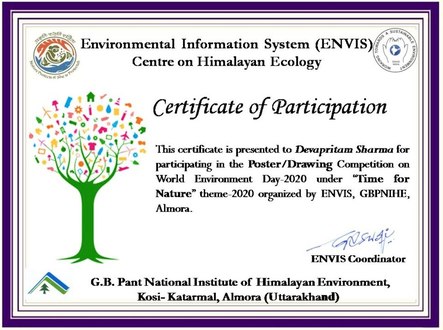 Environmental Information System (ENVIS)
Centre on Himalayan Ecology
Certificate of Participation
This certificate is presented to Devapritam Sharma for
participating in the Poster/Drawing Competition on
World Environment Day-2020 under "Time for
Nature" theme-2020 organized by ENVIS, GBPNIHE,
Almora.
ENVIS Coordinator
G.B. Pant National Institute of Himalayan Environment,
Kosi- Katarmal, Almora (Uttarakhand)